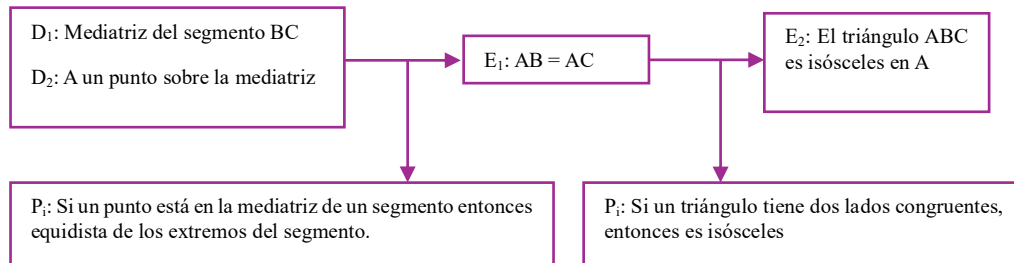 D₁: Mediatriz del segmento BC
D₂: A un punto sobre la mediatriz
E₁: AB = AC
E₂: El triángulo ABC
es isósceles en A
Pᵢ: Si un punto está en la mediatriz de un segmento entonces
equidista de los extremos del segmento.
Pᵢ: Si un triángulo tiene dos lados congruentes,
entonces es isósceles